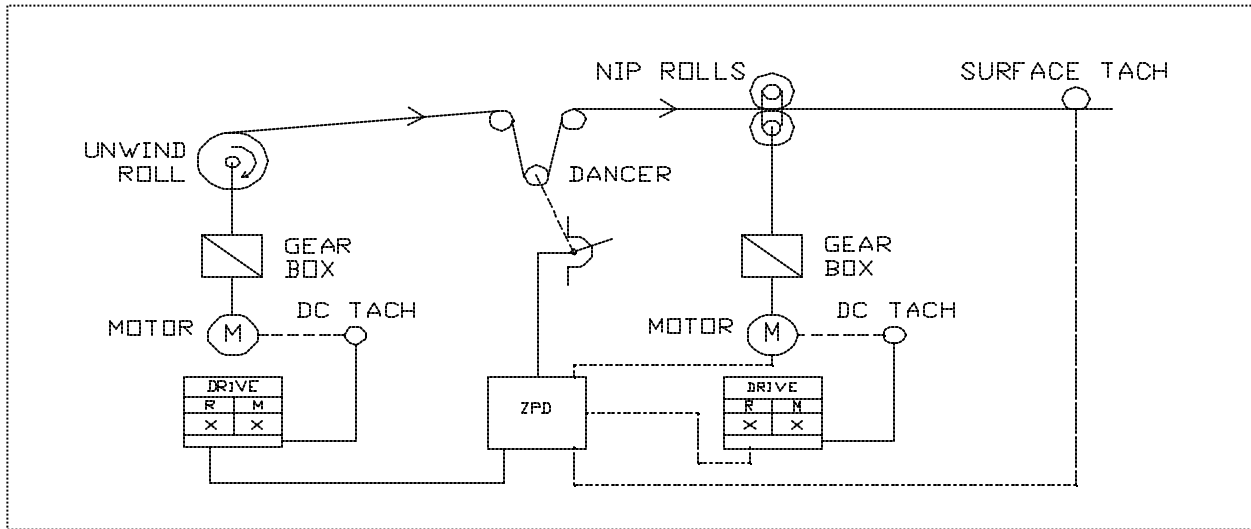 NIP ROLLS
SURFACE TACH
UNWIND
ROLL
DANCER
GEAR
BOX
GEAR
BOX
DC TACH
DC TACH
MOTOR
M
MOTOR
M
DRIVE
R M
X X
ZPD
DRIVE
R M
X X